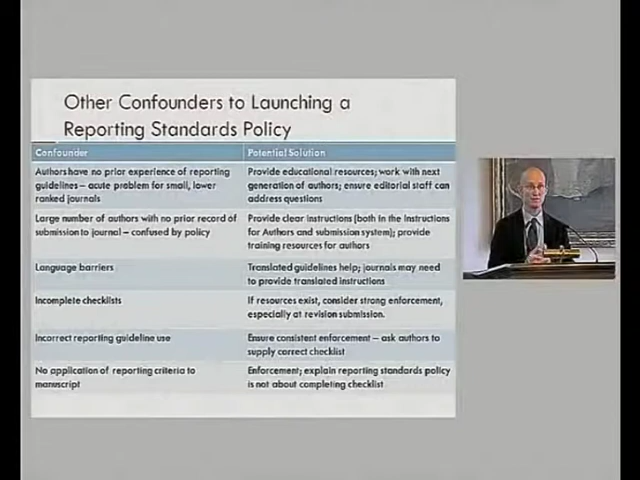 Other Confounders to Launching a
Reporting Standards Policy
Confounder
Potential Solution
Authors have no prior experience of reporting
guidelines – acute problem for small, lower
ranked journals
Provide educational resources; work with next
generation of authors; ensure editorial staff can
address questions
Large number of authors with no prior record of
submission to journal – confused by policy
Provide clear instructions (both in the Instructions
for Authors and submission system); provide
training resources for authors
Language barriers
Translated guidelines help; journals may need
to provide translated instructions
Incomplete checklists
If resources exist, consider strong enforcement,
especially at revision submission.
Incorrect reporting guideline use
Ensure consistent enforcement – ask authors to
supply correct checklist
No application of reporting criteria to
manuscript
Enforcement; explain reporting standards policy
is not about completing checklist